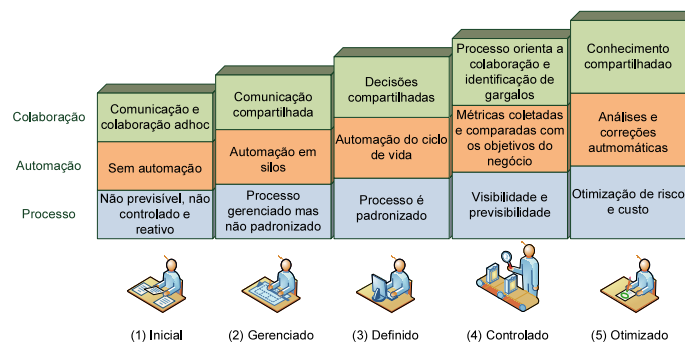 Colaboração
Automação
Processo
Comunicação e
colaboração adhoc
Sem automação
Não previsível, não
controlado e
reativo
(1) Inicial
Comunicação
compartilhada
Automação em
silos
Processo
gerenciado mas
não padronizado
(2) Gerenciado
Decisões
compartilhadas
Automação do ciclo
de vida
Processo é
padronizado
(3) Definido
Processo orienta a
colaboração e
identificação de
gargalos
Métricas coletadas
e comparadas com
os objetivos do
negócio
Visibilidade e
previsibilidade
(4) Controlado
Conhecimento
compartilhadao
Análises e
correções
autmomáticas
Otimização de risco
e custo
(5) Otimizado